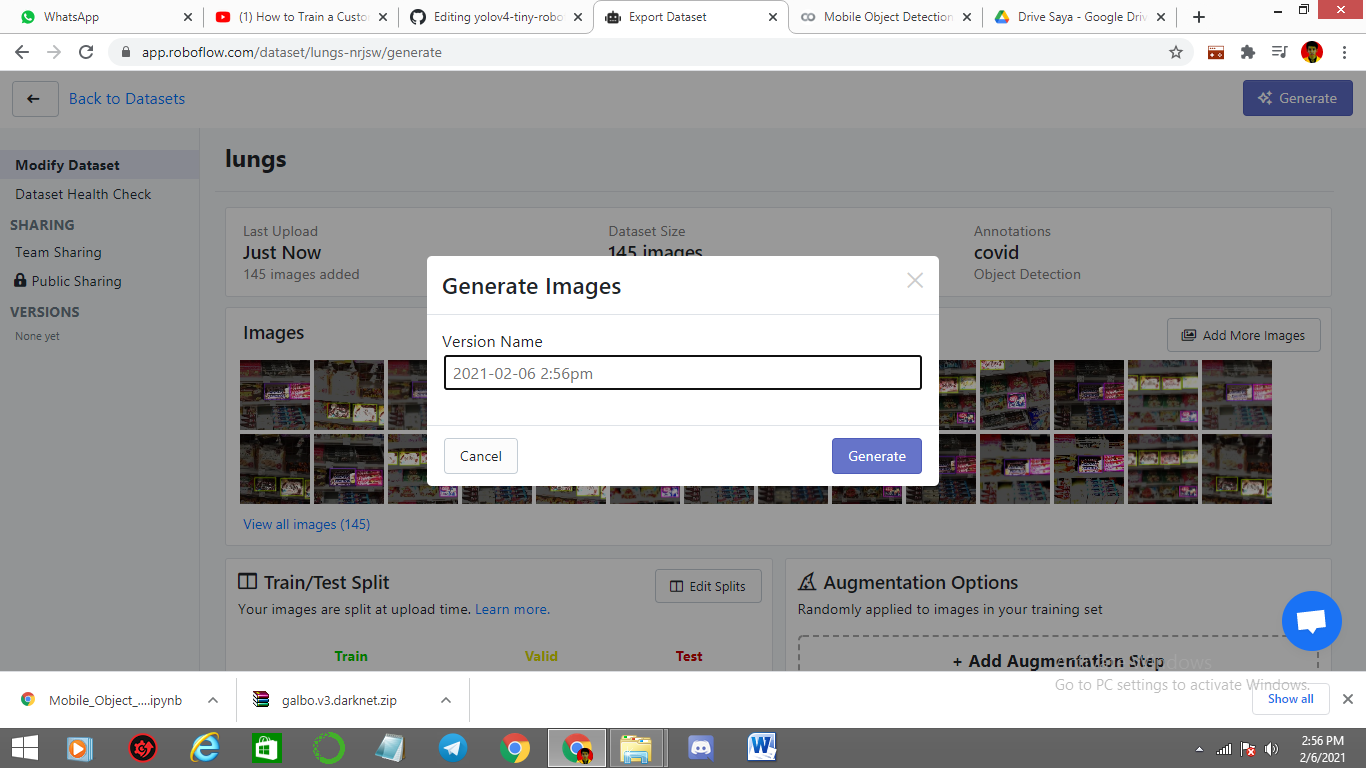 WhatsApp
(1) How to Train a Custo
Editing yolov4-tiny-robo
Export Dataset
Mobile Object Detection
Drive Saya - Google Driv
app.roboflow.com/dataset/lungs-nrjsw/generate
Back to Datasets
Generate
Modify Dataset
Dataset Health Check
SHARING
Team Sharing
Public Sharing
VERSIONS
None yet
lungs
Last Upload
Just Now
145 images added
Dataset Size
145 images
Annotations
covid
Object Detection
Generate Images
Version Name
2021-02-06 2:56pm
Cancel
Generate
Images
Add More Images
View all images (145)
Train/Test Split
Edit Splits
Your images are split at upload time. Learn more.
Train
Valid
Test
Augmentation Options
Randomly applied to images in your training set
+ Add Augmentation Step
Activate Windows
Go to PC settings to activate Windows.
Mobile_Object_....ipynb
galbo.v3.darknet.zip
Show all
2:56 PM
2/6/2021